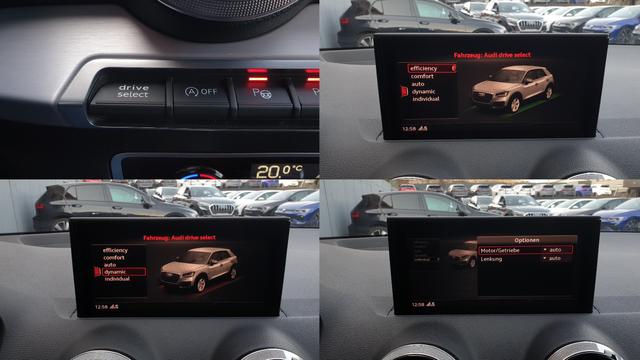 drive
select
A OFF
P
P
20.0°C
Fahrzeug: Audi drive select
efficiency
comfort
auto
dynamic
individual
12:58
Fahrzeug: Audi drive select
efficiency
comfort
auto
dynamic
individual
12:58
Optionen
Motor/Getriebe auto
Lenkung auto
12:58